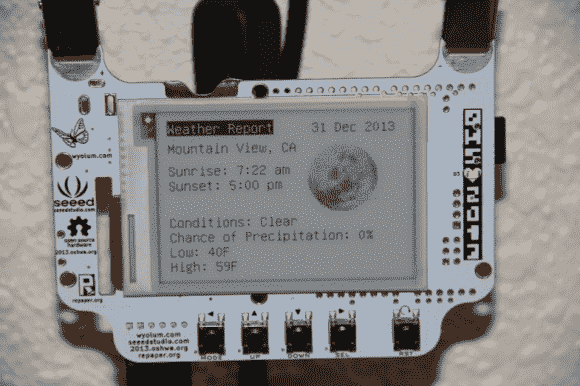 Weather Report 31 Dec 2013
Mountain View, CA
Sunrise: 7:22 am
Sunset: 5:00 pm
Conditions: Clear
Chance of Precipitation: 0%
Low: 40F
High: 59F
wyolum.com
seeed
seeedstudio.com
open source
hardware
2013.oshwa.org
repaper.org
wyolum.com
seeedstudio.com
2013.oshwa.org
repaper.org
MODE UP DOWN SEL RST